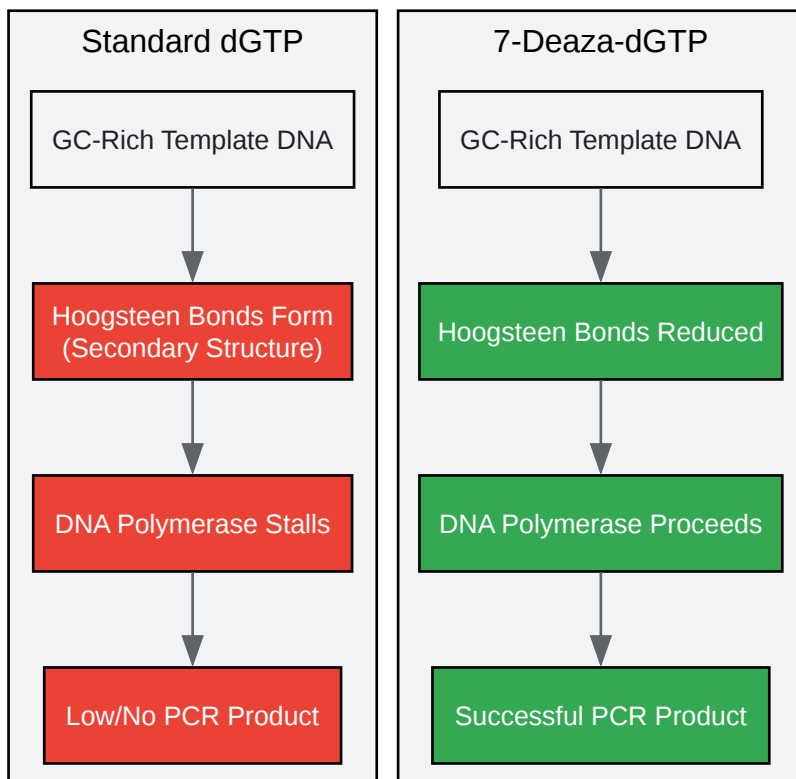 Standard dGTP
GC-Rich Template DNA
Hoogsteen Bonds Form
(Secondary Structure)
DNA Polymerase Stalls
Low/No PCR Product
7-Deaza-dGTP
GC-Rich Template DNA
Hoogsteen Bonds Reduced
DNA Polymerase Proceeds
Successful PCR Product